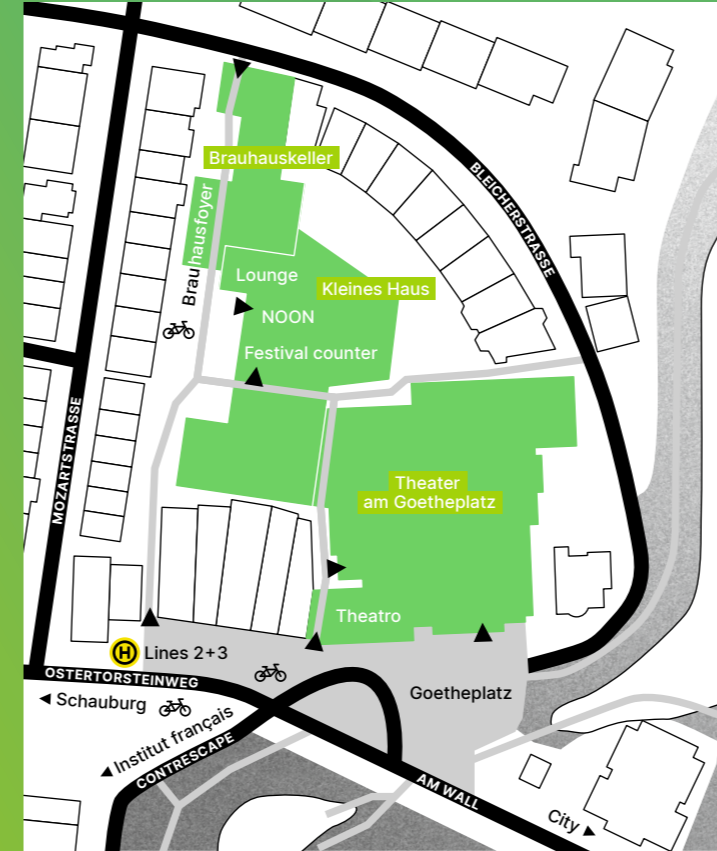 Brauhauskeller
BLEICHERSTRASSE
Brauhausfoyer
Lounge
Kleines Haus
NOON
Festival counter
MOZARTSTRASSE
Theater
am Goetheplatz
Theatro
H Lines 2+3
OSTERTORSTEINWEG
Schauburg
Goetheplatz
Institut français
CONTRESCAPE
AM WALL
City